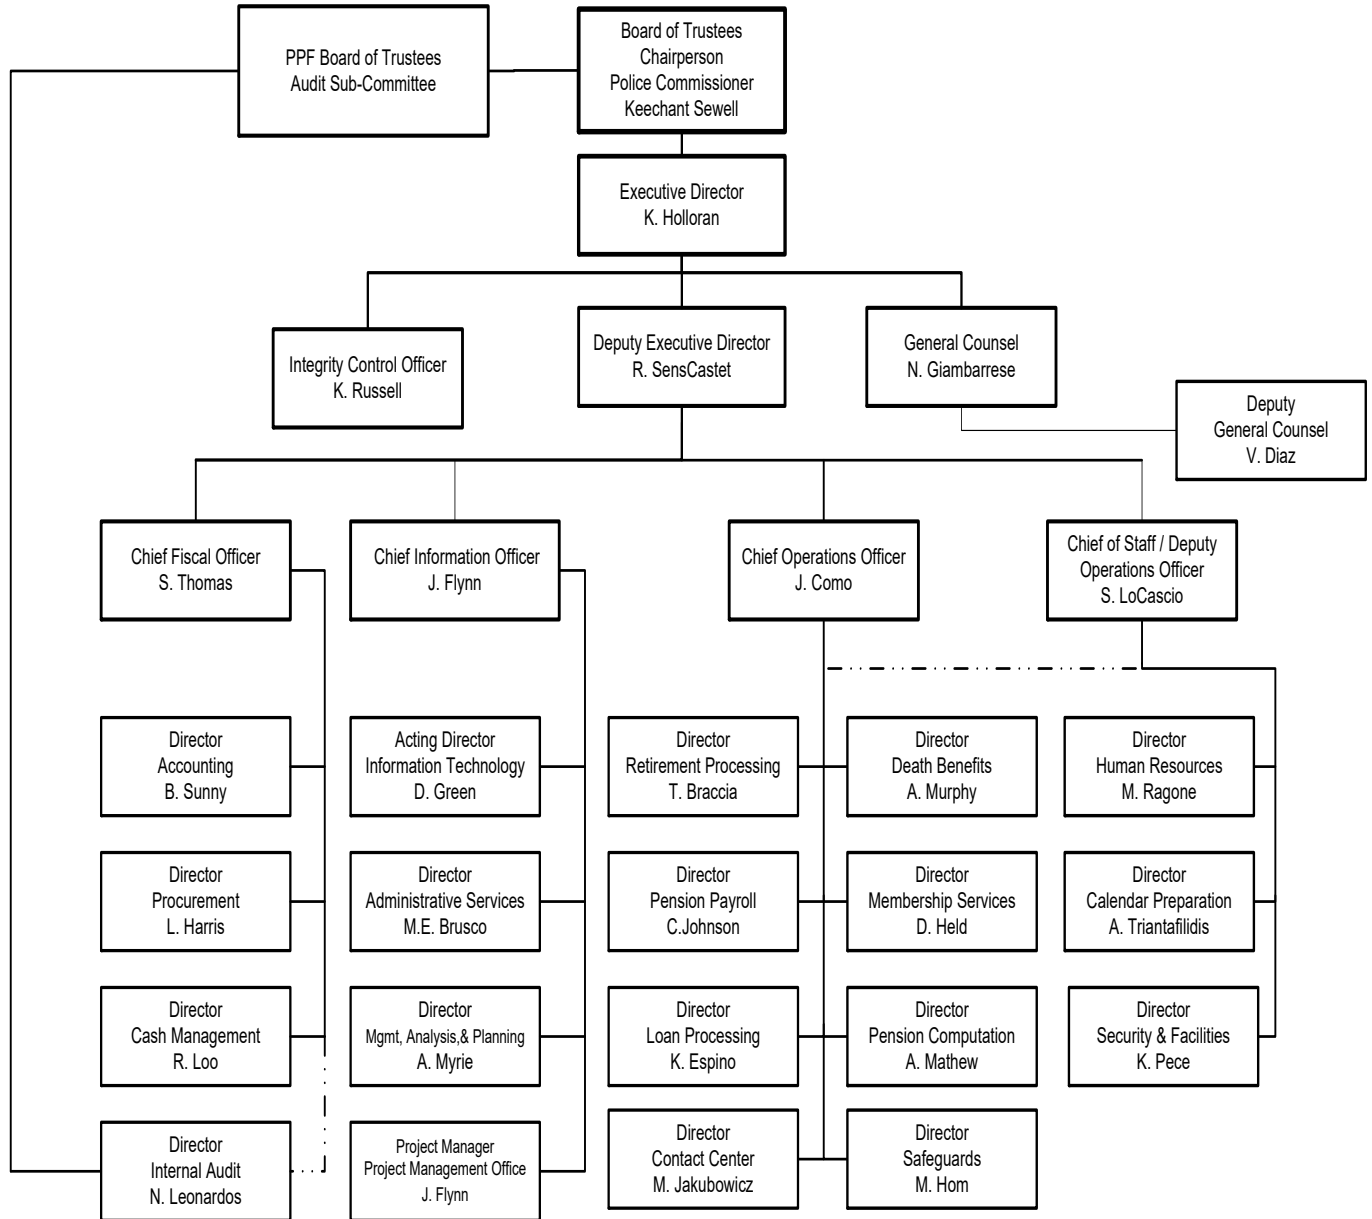 PPF Board of Trustees
Audit Sub-Committee
Board of Trustees
Chairperson
Police Commissioner
Keechant Sewell
Executive Director
K. Holloran
Integrity Control Officer
K. Russell
Deputy Executive Director
R. SensCastet
General Counsel
N. Giambarrese
Deputy
General Counsel
V. Diaz
Chief Fiscal Officer
S. Thomas
Chief Information Officer
J. Flynn
Chief Operations Officer
J. Como
Chief of Staff / Deputy
Operations Officer
S. LoCascio
Director
Accounting
B. Sunny
Acting Director
Information Technology
D. Green
Director
Retirement Processing
T. Braccia
Director
Death Benefits
A. Murphy
Director
Human Resources
M. Ragone
Director
Procurement
L. Harris
Director
Administrative Services
M.E. Brusco
Director
Pension Payroll
C.Johnson
Director
Membership Services
D. Held
Director
Calendar Preparation
A. Triantafilidis
Director
Cash Management
R. Loo
Director
Mgmt, Analysis,& Planning
A. Myrie
Director
Loan Processing
K. Espino
Director
Pension Computation
A. Mathew
Director
Security & Facilities
K. Pece
Director
Internal Audit
N. Leonardos
Project Manager
Project Management Office
J. Flynn
Director
Contact Center
M. Jakubowicz
Director
Safeguards
M. Hom